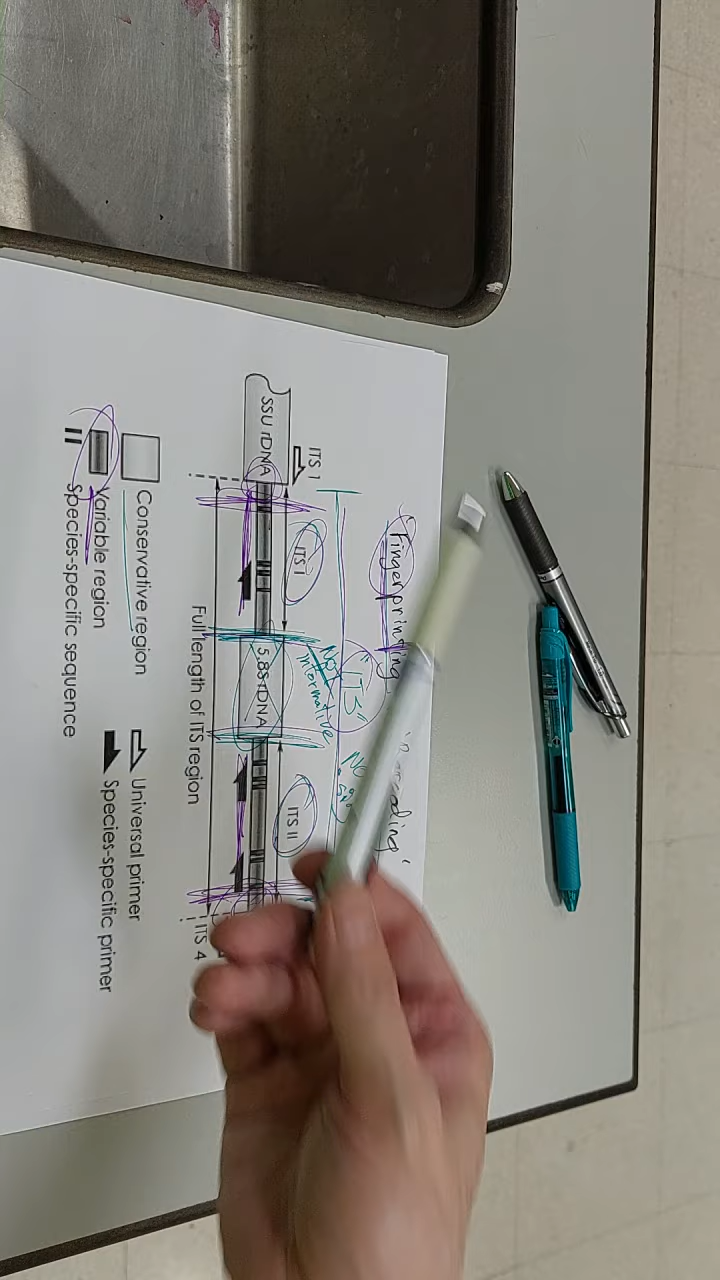 "Fingerprinting
ITS 1
"ITS"
ITS I
NOT
informative
ITS II
SSU rDNA
5.8S rDNA
ITS 4
Full length of ITS region
Conservative region
Universal primer
Variable region
Species-specific primer
= Species-specific sequence